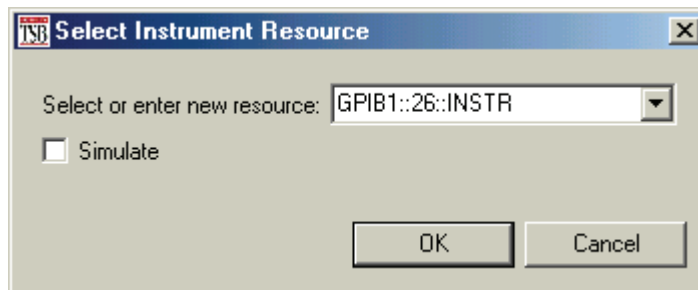 TSB Select Instrument Resource
Select or enter new resource: GPIB1::26::INSTR
Simulate
OK Cancel